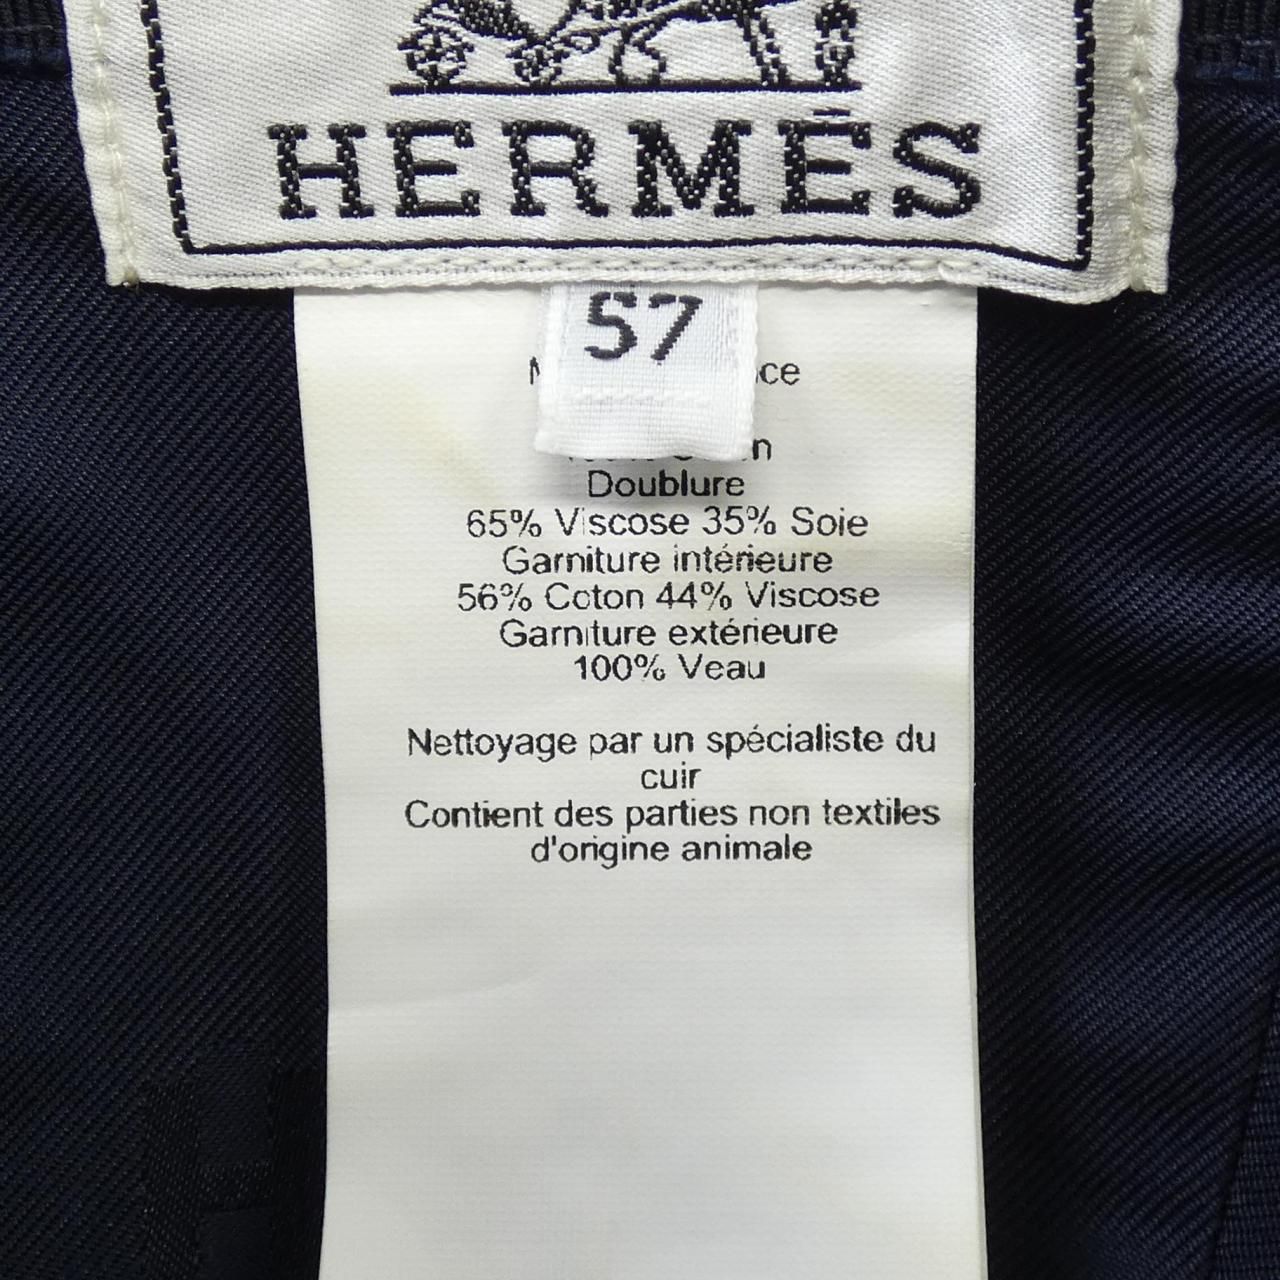 HERMÈS
57
Doublure
65% Viscose 35% Soie
Garniture intérieure
56% Coton 44% Viscose
Garniture extérieure
100% Veau
Nettoyage par un spécialiste du
cuir
Contient des parties non textiles
d'origine animale